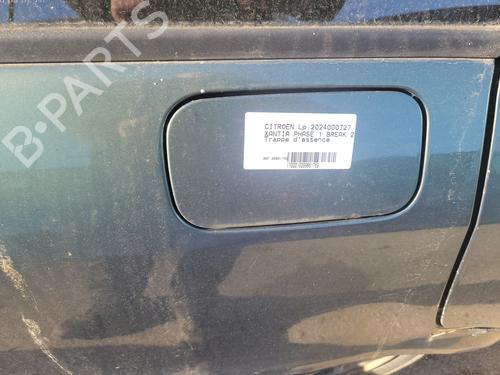 CITROEN Lp:2024000727
XANTIA PHASE 1 BREAK 2
Trappe d'essence
B-PARTS